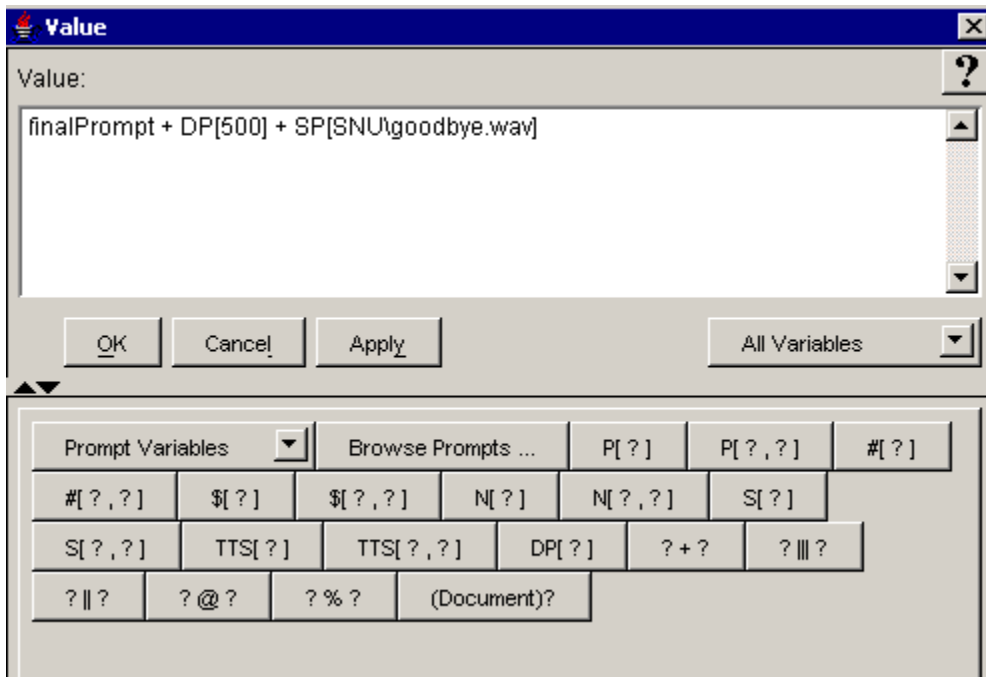 Value
Value:
?
finalPrompt + DP[500] + SP[SNU\goodbye.wav]
OK Cancel Apply All Variables
Prompt Variables Browse Prompts ... P[ ? ] P[ ? , ? ] #[ ? ]
#[ ? , ? ] $[ ? ] $[ ? , ? ] N[ ? ] N[ ? , ? ] S[ ? ]
S[ ? , ? ] TTS[ ? ] TTS[ ? , ? ] DP[ ? ] ? + ? ? ||| ?
? || ? ? @ ? ? % ? (Document)?